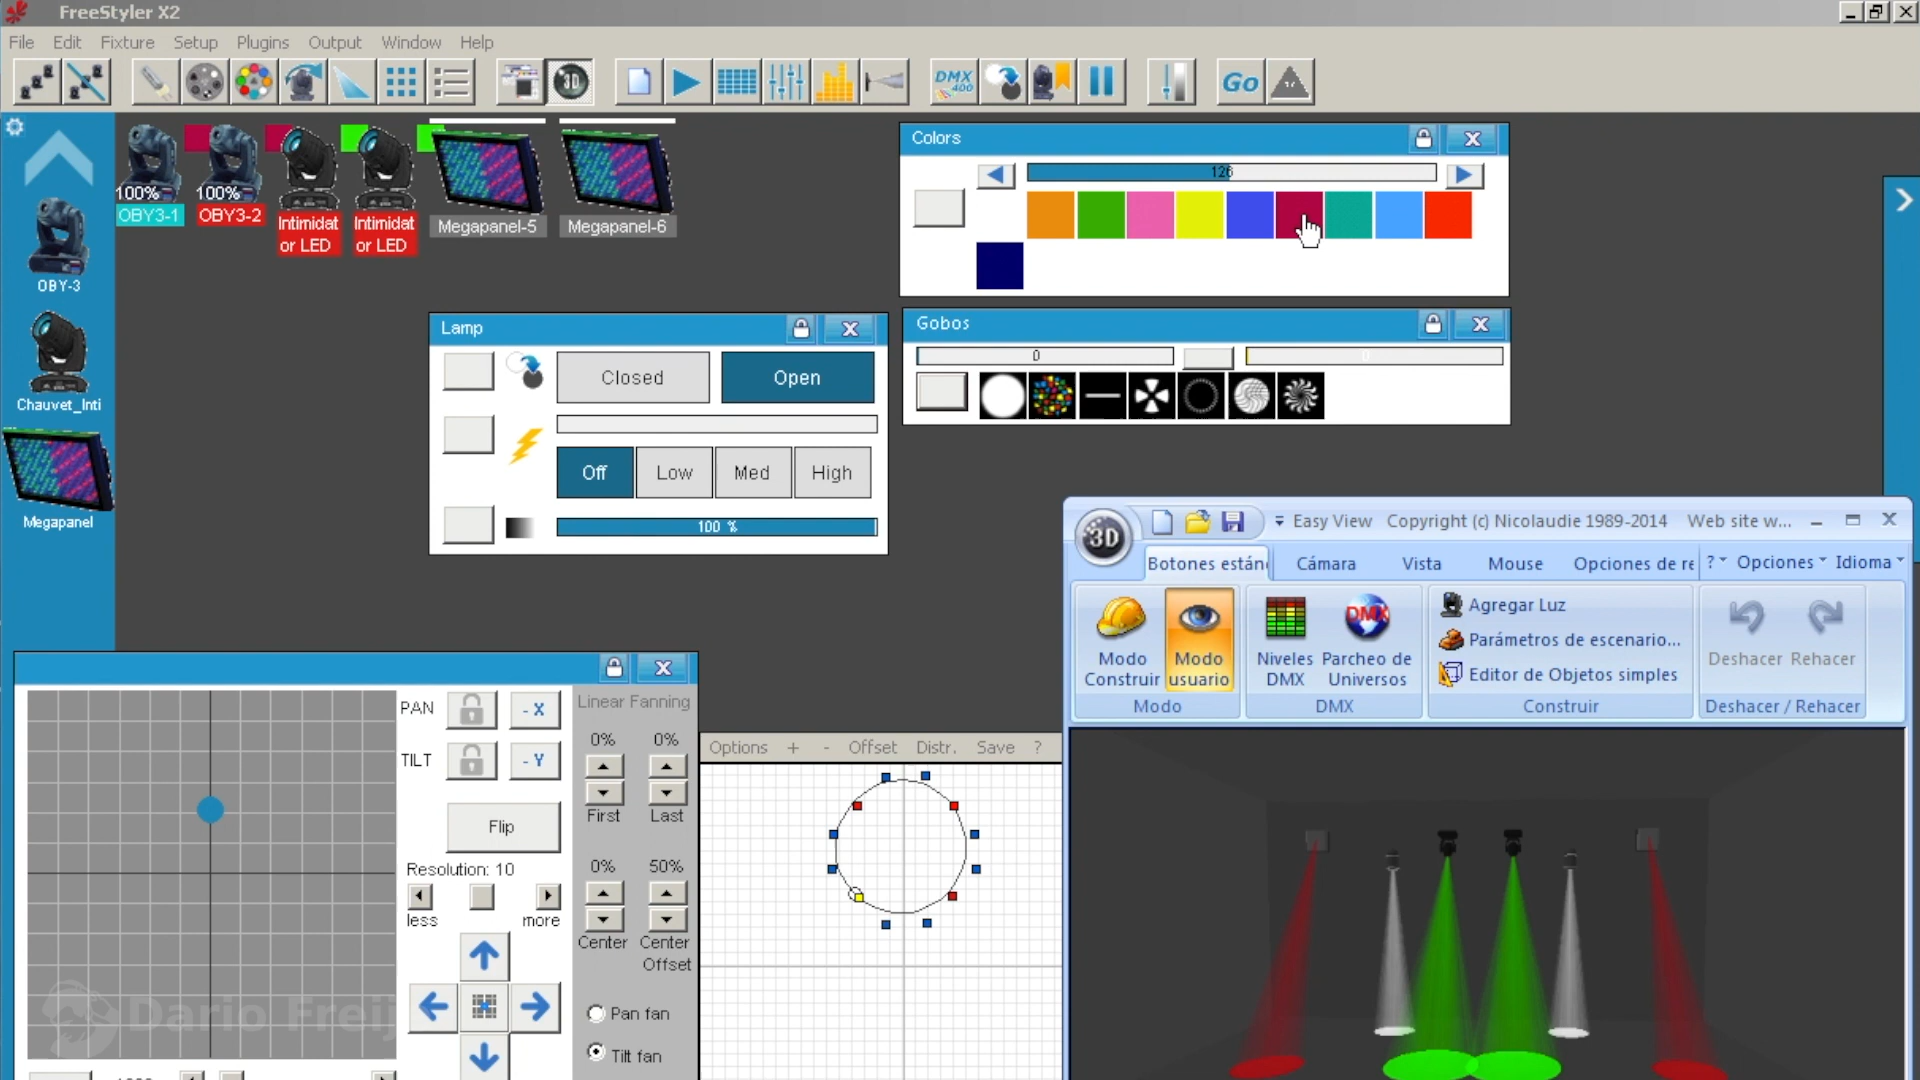 FreeStyler X2
File Edit Fixture Setup Plugins Output Window Help
3D
DMX 400
Go
100%
100%
OBY3-1
OBY3-2
Intimidat
or LED
Intimidat
or LED
Megapanel-5
Megapanel-6
OBY-3
Chauvet_Inti
Megapanel
Colors
126
Gobos
0
0
Lamp
Closed
Open
Off
Low
Med
High
100 %
PAN
- X
TILT
- Y
Flip
Resolution: 10
less
more
Linear Fanning
0%
0%
First
Last
0%
50%
Center
Center
Offset
Pan fan
Tilt fan
Dario Freij
Options + - Offset Distr. Save ?
3D
Easy View Copyright (c) Nicolaudie 1989-2014 Web site w...
Botones están
Cámara
Vista
Mouse
Opciones de re
?
Opciones
Idioma
Modo
Construir
Modo
usuario
Modo
Niveles
DMX
DMX
Parcheo de
Universos
DMX
Agregar Luz
Parámetros de escenario...
Editor de Objetos simples
Construir
Deshacer
Rehacer
Deshacer / Rehacer